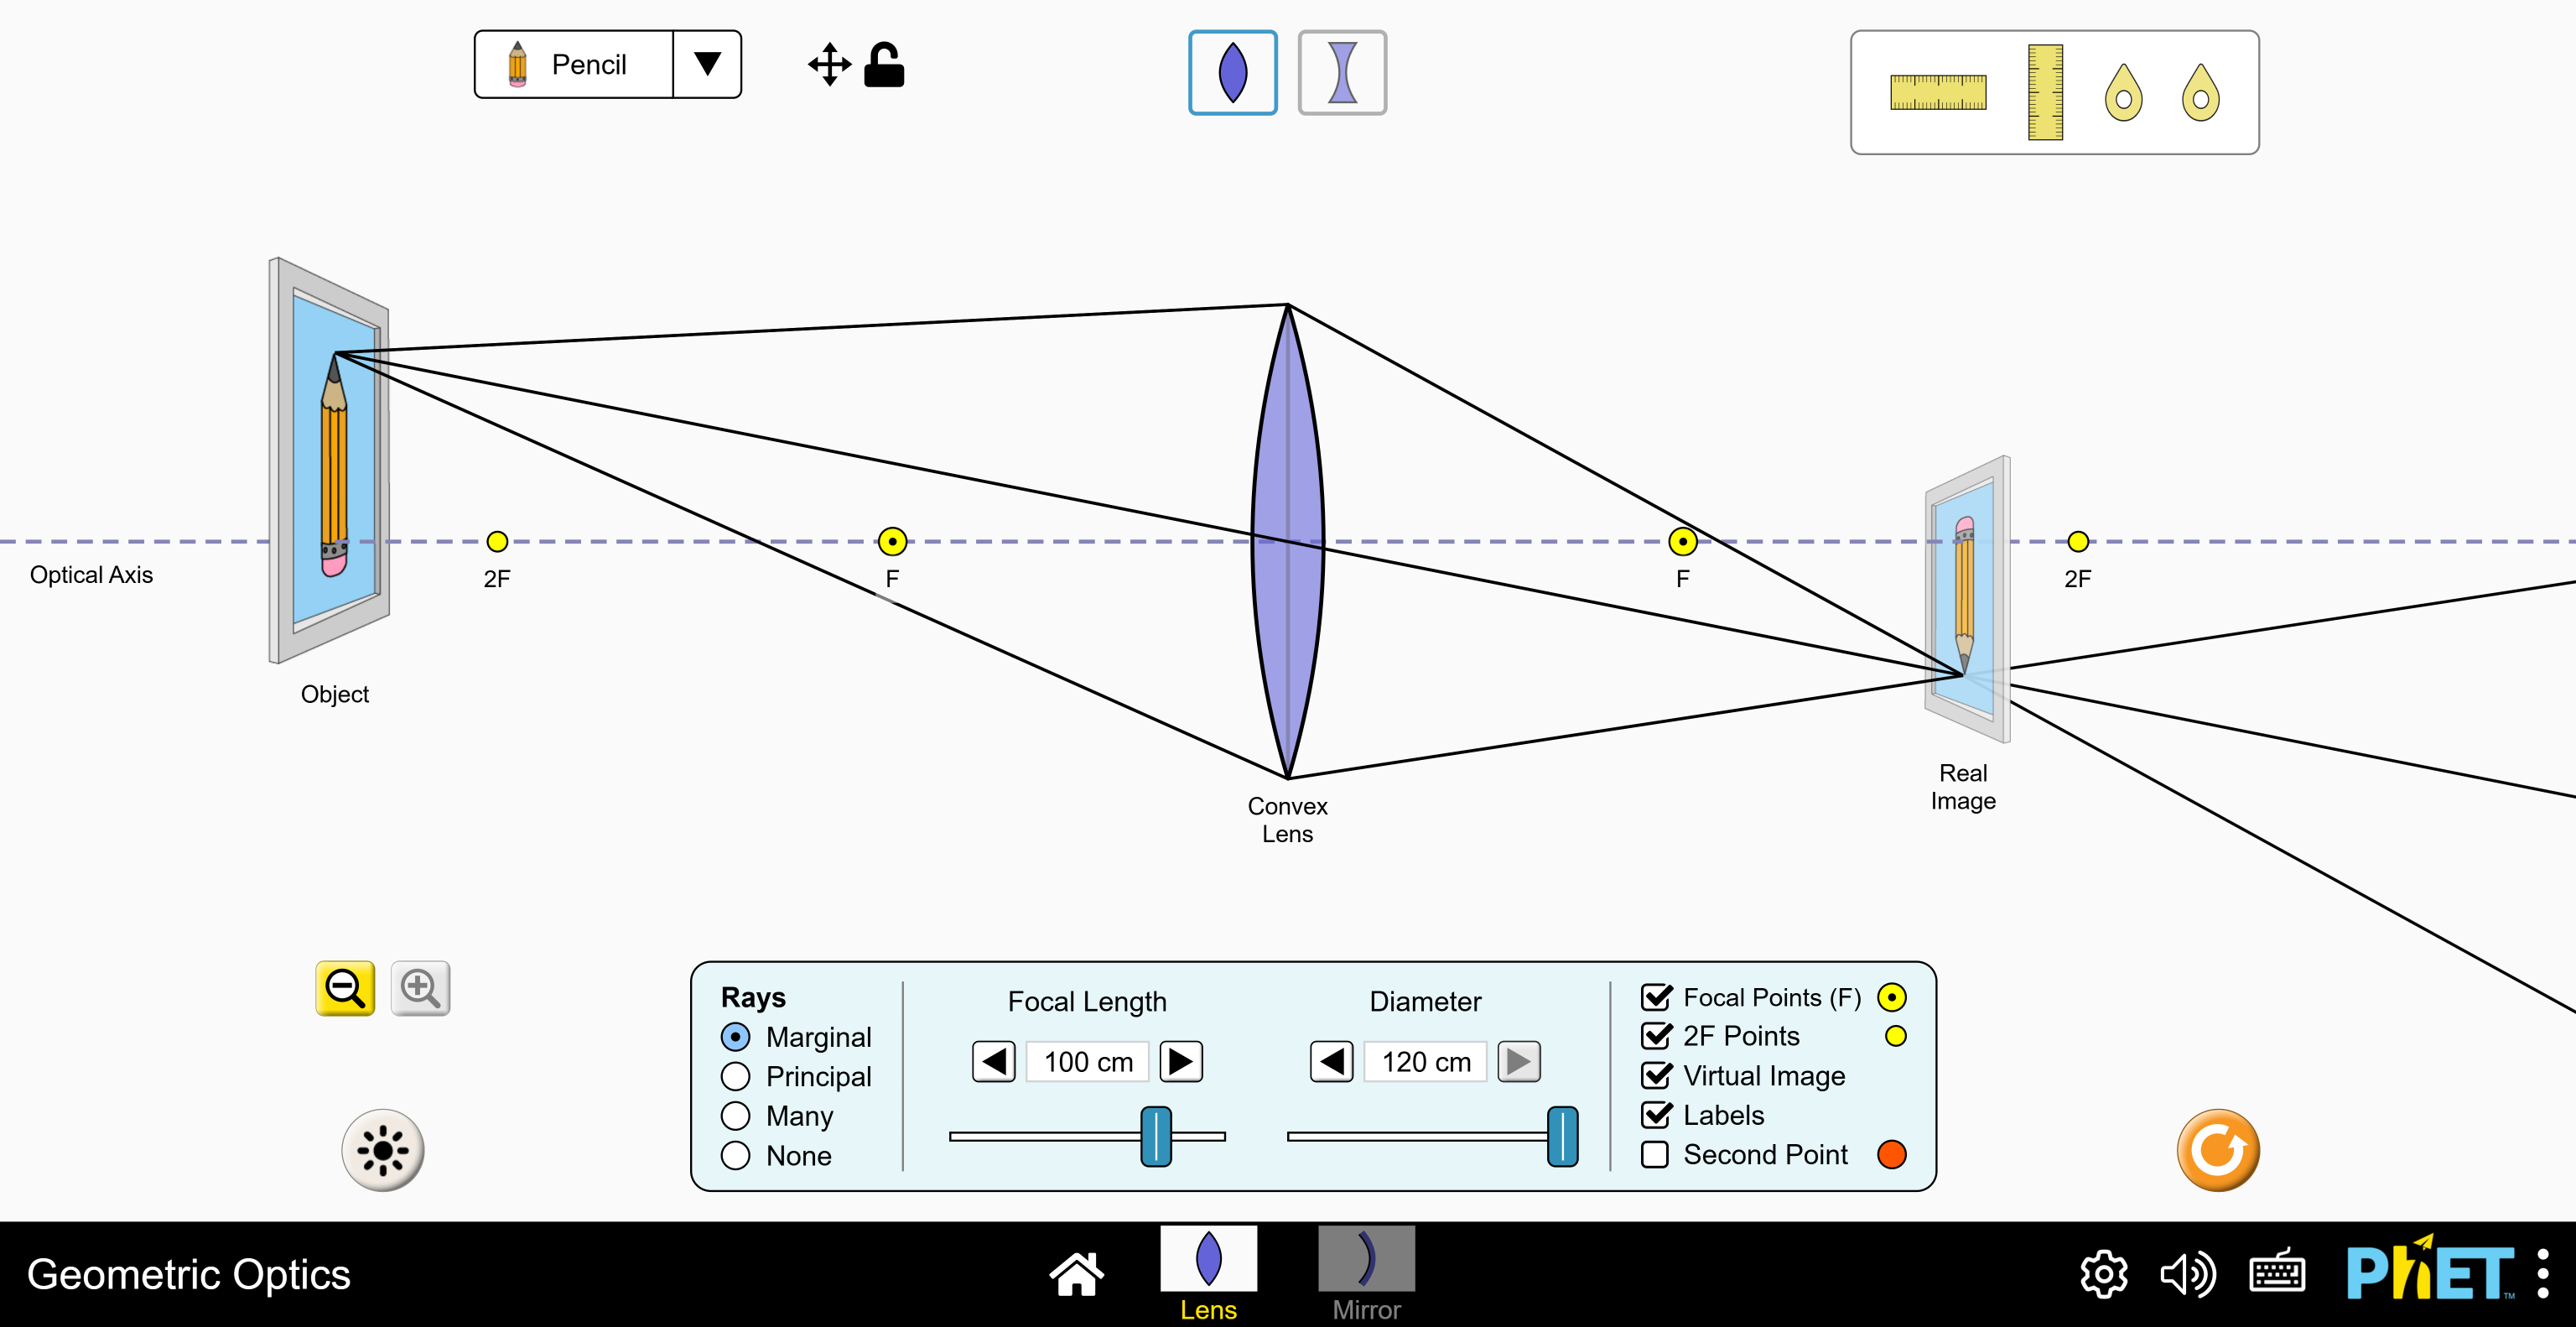 Pencil
Optical Axis
2F
F
F
2F
Object
Convex
Lens
Real
Image
Rays
Marginal
Principal
Many
None
Focal Length
100 cm
Diameter
120 cm
Focal Points (F)
2F Points
Virtual Image
Labels
Second Point
Geometric Optics
Lens
Mirror
PhET™